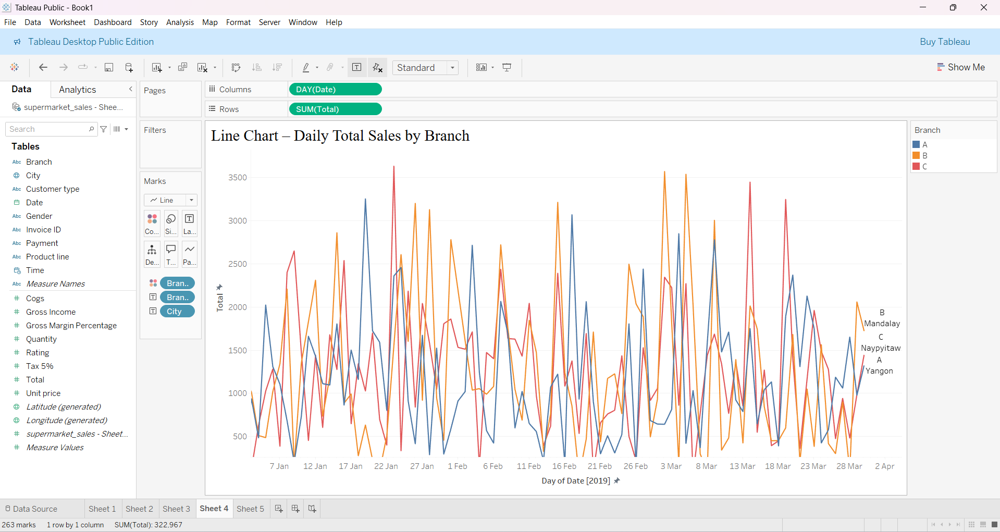 Tableau Public - Book1
File Data Worksheet Dashboard Story Analysis Map Format Server Window Help
Tableau Desktop Public Edition
Buy Tableau
Standard
Show Me
Data
Analytics
supermarket_sales - Shee...
Search
Tables
Abc Branch
City
Abc Customer type
Date
Abc Gender
Abc Invoice ID
Abc Payment
Abc Product line
Time
Abc Measure Names
# Cogs
# Gross Income
# Gross Margin Percentage
# Quantity
# Rating
# Tax 5%
# Total
# Unit price
Latitude (generated)
Longitude (generated)
# supermarket_sales - Sheet...
# Measure Values
Pages
Filters
Marks
Line
Co... Si... La...
De... T... Pa...
Bran..
Bran..
City
Columns
DAY(Date)
Rows
SUM(Total)
Line Chart – Daily Total Sales by Branch
3500
3000
2500
2000
1500
1000
500
Total
B
Mandalay
C
Naypyitaw
A
Yangon
7 Jan 12 Jan 17 Jan 22 Jan 27 Jan 1 Feb 6 Feb 11 Feb 16 Feb 21 Feb 26 Feb 3 Mar 8 Mar 13 Mar 18 Mar 23 Mar 28 Mar 2 Apr
Day of Date [2019]
Branch
A
B
C
Data Source
Sheet 1 Sheet 2 Sheet 3 Sheet 4 Sheet 5
263 marks 1 row by 1 column SUM(Total): 322,967